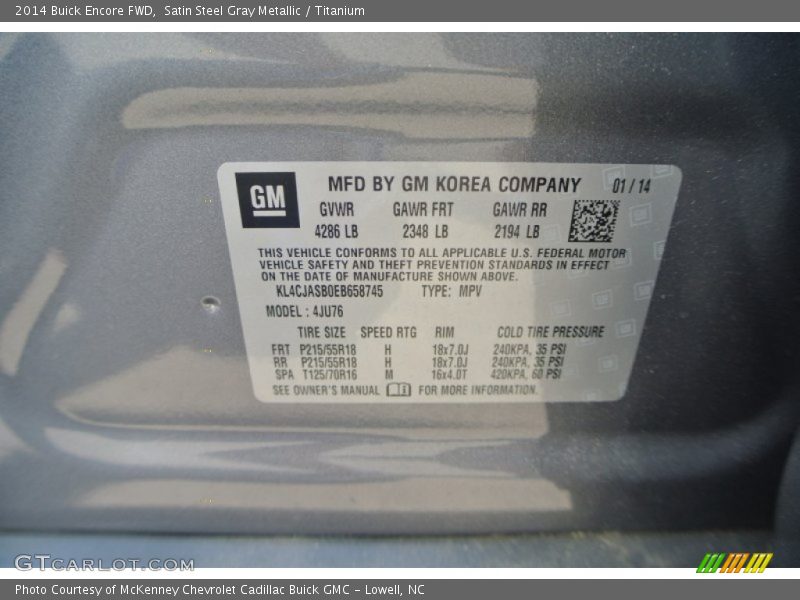 2014 Buick Encore FWD,  Satin Steel Gray Metallic / Titanium
GM
MFD BY GM KOREA COMPANY 01/14
GVWR GAWR FRT GAWR RR
4286 LB 2348 LB 2194 LB
THIS VEHICLE CONFORMS TO ALL APPLICABLE U.S. FEDERAL MOTOR
VEHICLE SAFETY AND THEFT PREVENTION STANDARDS IN EFFECT
ON THE DATE OF MANUFACTURE SHOWN ABOVE.
KL4CJASB0EB658745 TYPE: MPV
MODEL : 4JU76
TIRE SIZE SPEED RTG RIM COLD TIRE PRESSURE
FRT P215/55R18 H 18x7.0J 240KPA, 35 PSI
RR P215/55R18 H 18x7.0J 240KPA, 35 PSI
SPA T125/70R16 M 16x4.0T 420KPA, 60 PSI
SEE OWNER'S MANUAL FOR MORE INFORMATION.
GTCARLOT.COM
Photo Courtesy of McKenney Chevrolet Cadillac Buick GMC - Lowell, NC